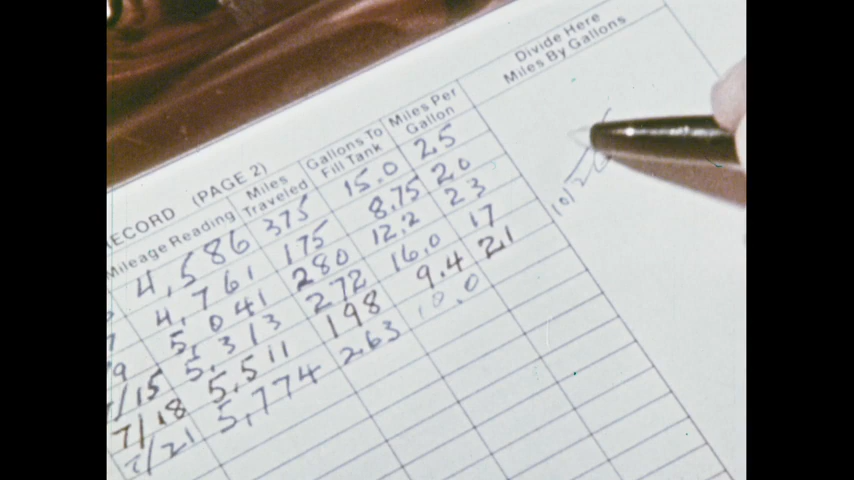 Divide Here
Miles By Gallons
RECORD (PAGE 2)
Mileage Reading Miles Traveled Gallons To Fill Tank Miles Per Gallon
4,586 375 15.0 25
4,761 175 8.75 20
5,041 280 12.2 23
7/15 5,313 272 16.0 17
7/18 5,511 198 9.4 21
7/21 5,774 263 10.0
10)26